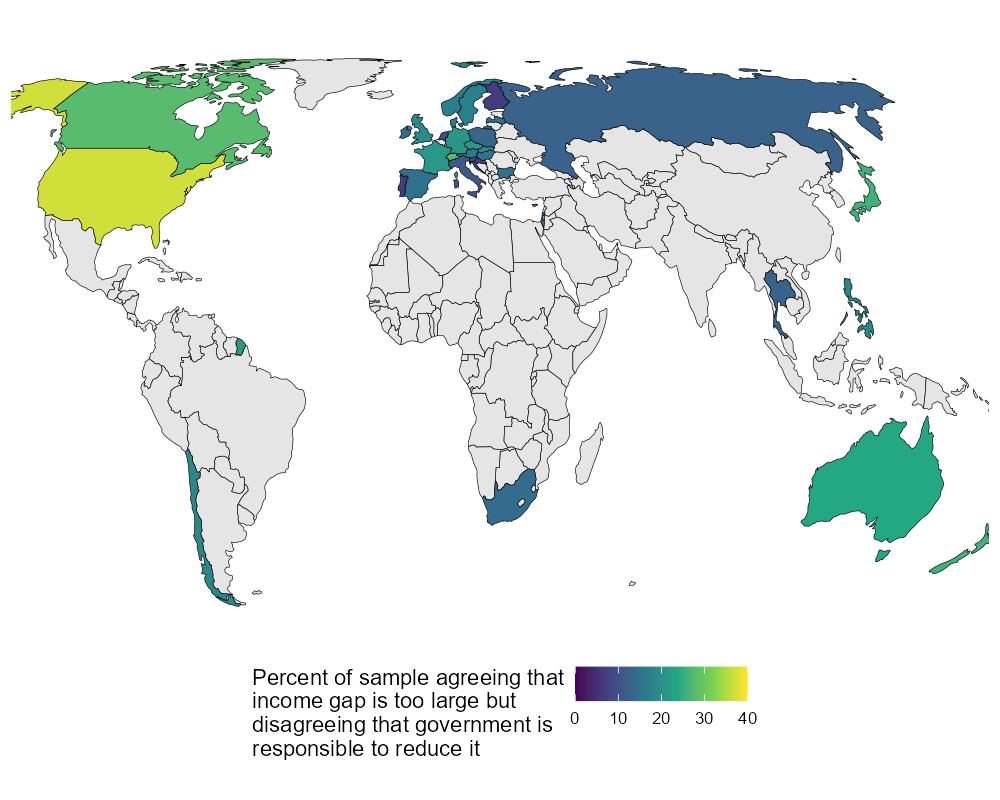 Percent of sample agreeing that
income gap is too large but
disagreeing that government is
responsible to reduce it
0 10 20 30 40